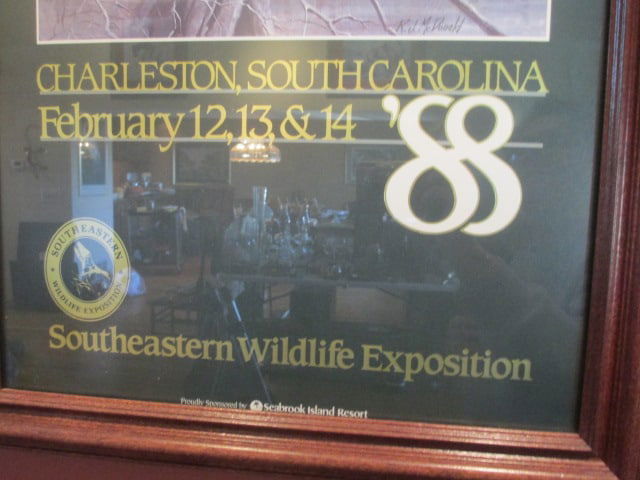 CHARLESTON, SOUTH CAROLINA
February 12, 13, & 14 '88
SOUTHEASTERN
WILDLIFE EXPOSITION
Southeastern Wildlife Exposition
Proudly Sponsored by Seabrook Island Resort